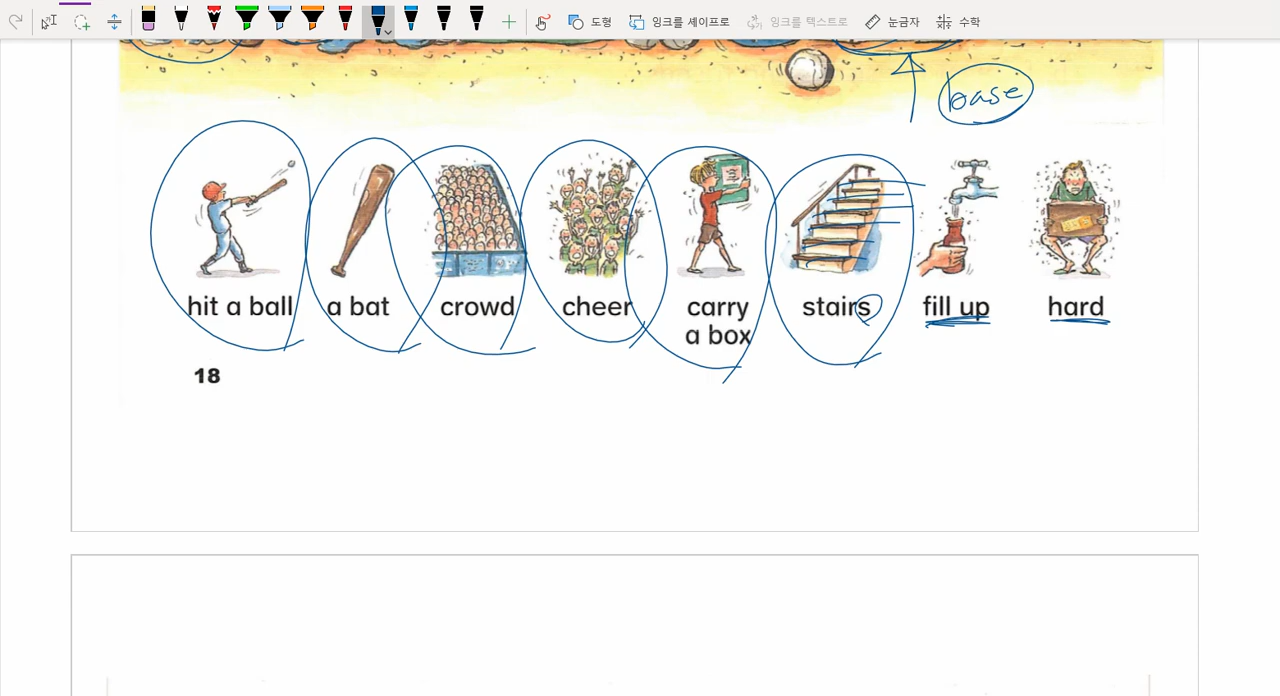 도형 잉크를 셰이프로 잉크를 텍스트로 눈금자 수학
base
hit a ball a bat crowd cheer carry a box stairs fill up hard
18